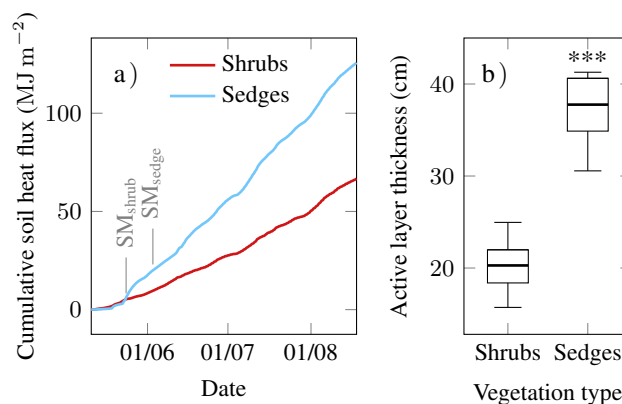 Cumulative soil heat flux (MJ m−2)
a)
Shrubs
Sedges
100
50
0
SMshrub
SMsedge
01/06 01/07 01/08
Date
Active layer thickness (cm)
b)
***
40
30
20
Shrubs Sedges
Vegetation type